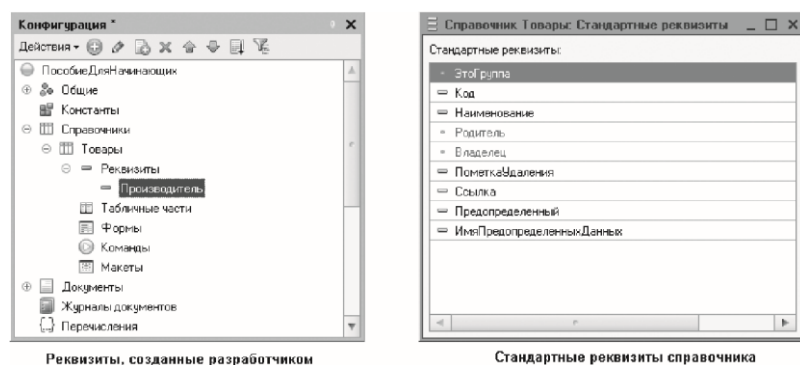 Конфигурация *
Действия
ПособиеДляНачинающих
Общие
Константы
Справочники
Товары
Реквизиты
Производитель
Табличные части
Формы
Команды
Макеты
Документы
Журналы документов
Перечисления
Реквизиты, созданные разработчиком
Справочник Товары: Стандартные реквизиты
Стандартные реквизиты:
ЭтоГруппа
Код
Наименование
Родитель
Владелец
ПометкаУдаления
Ссылка
Предопределенный
ИмяПредопределенныхДанных
Стандартные реквизиты справочника